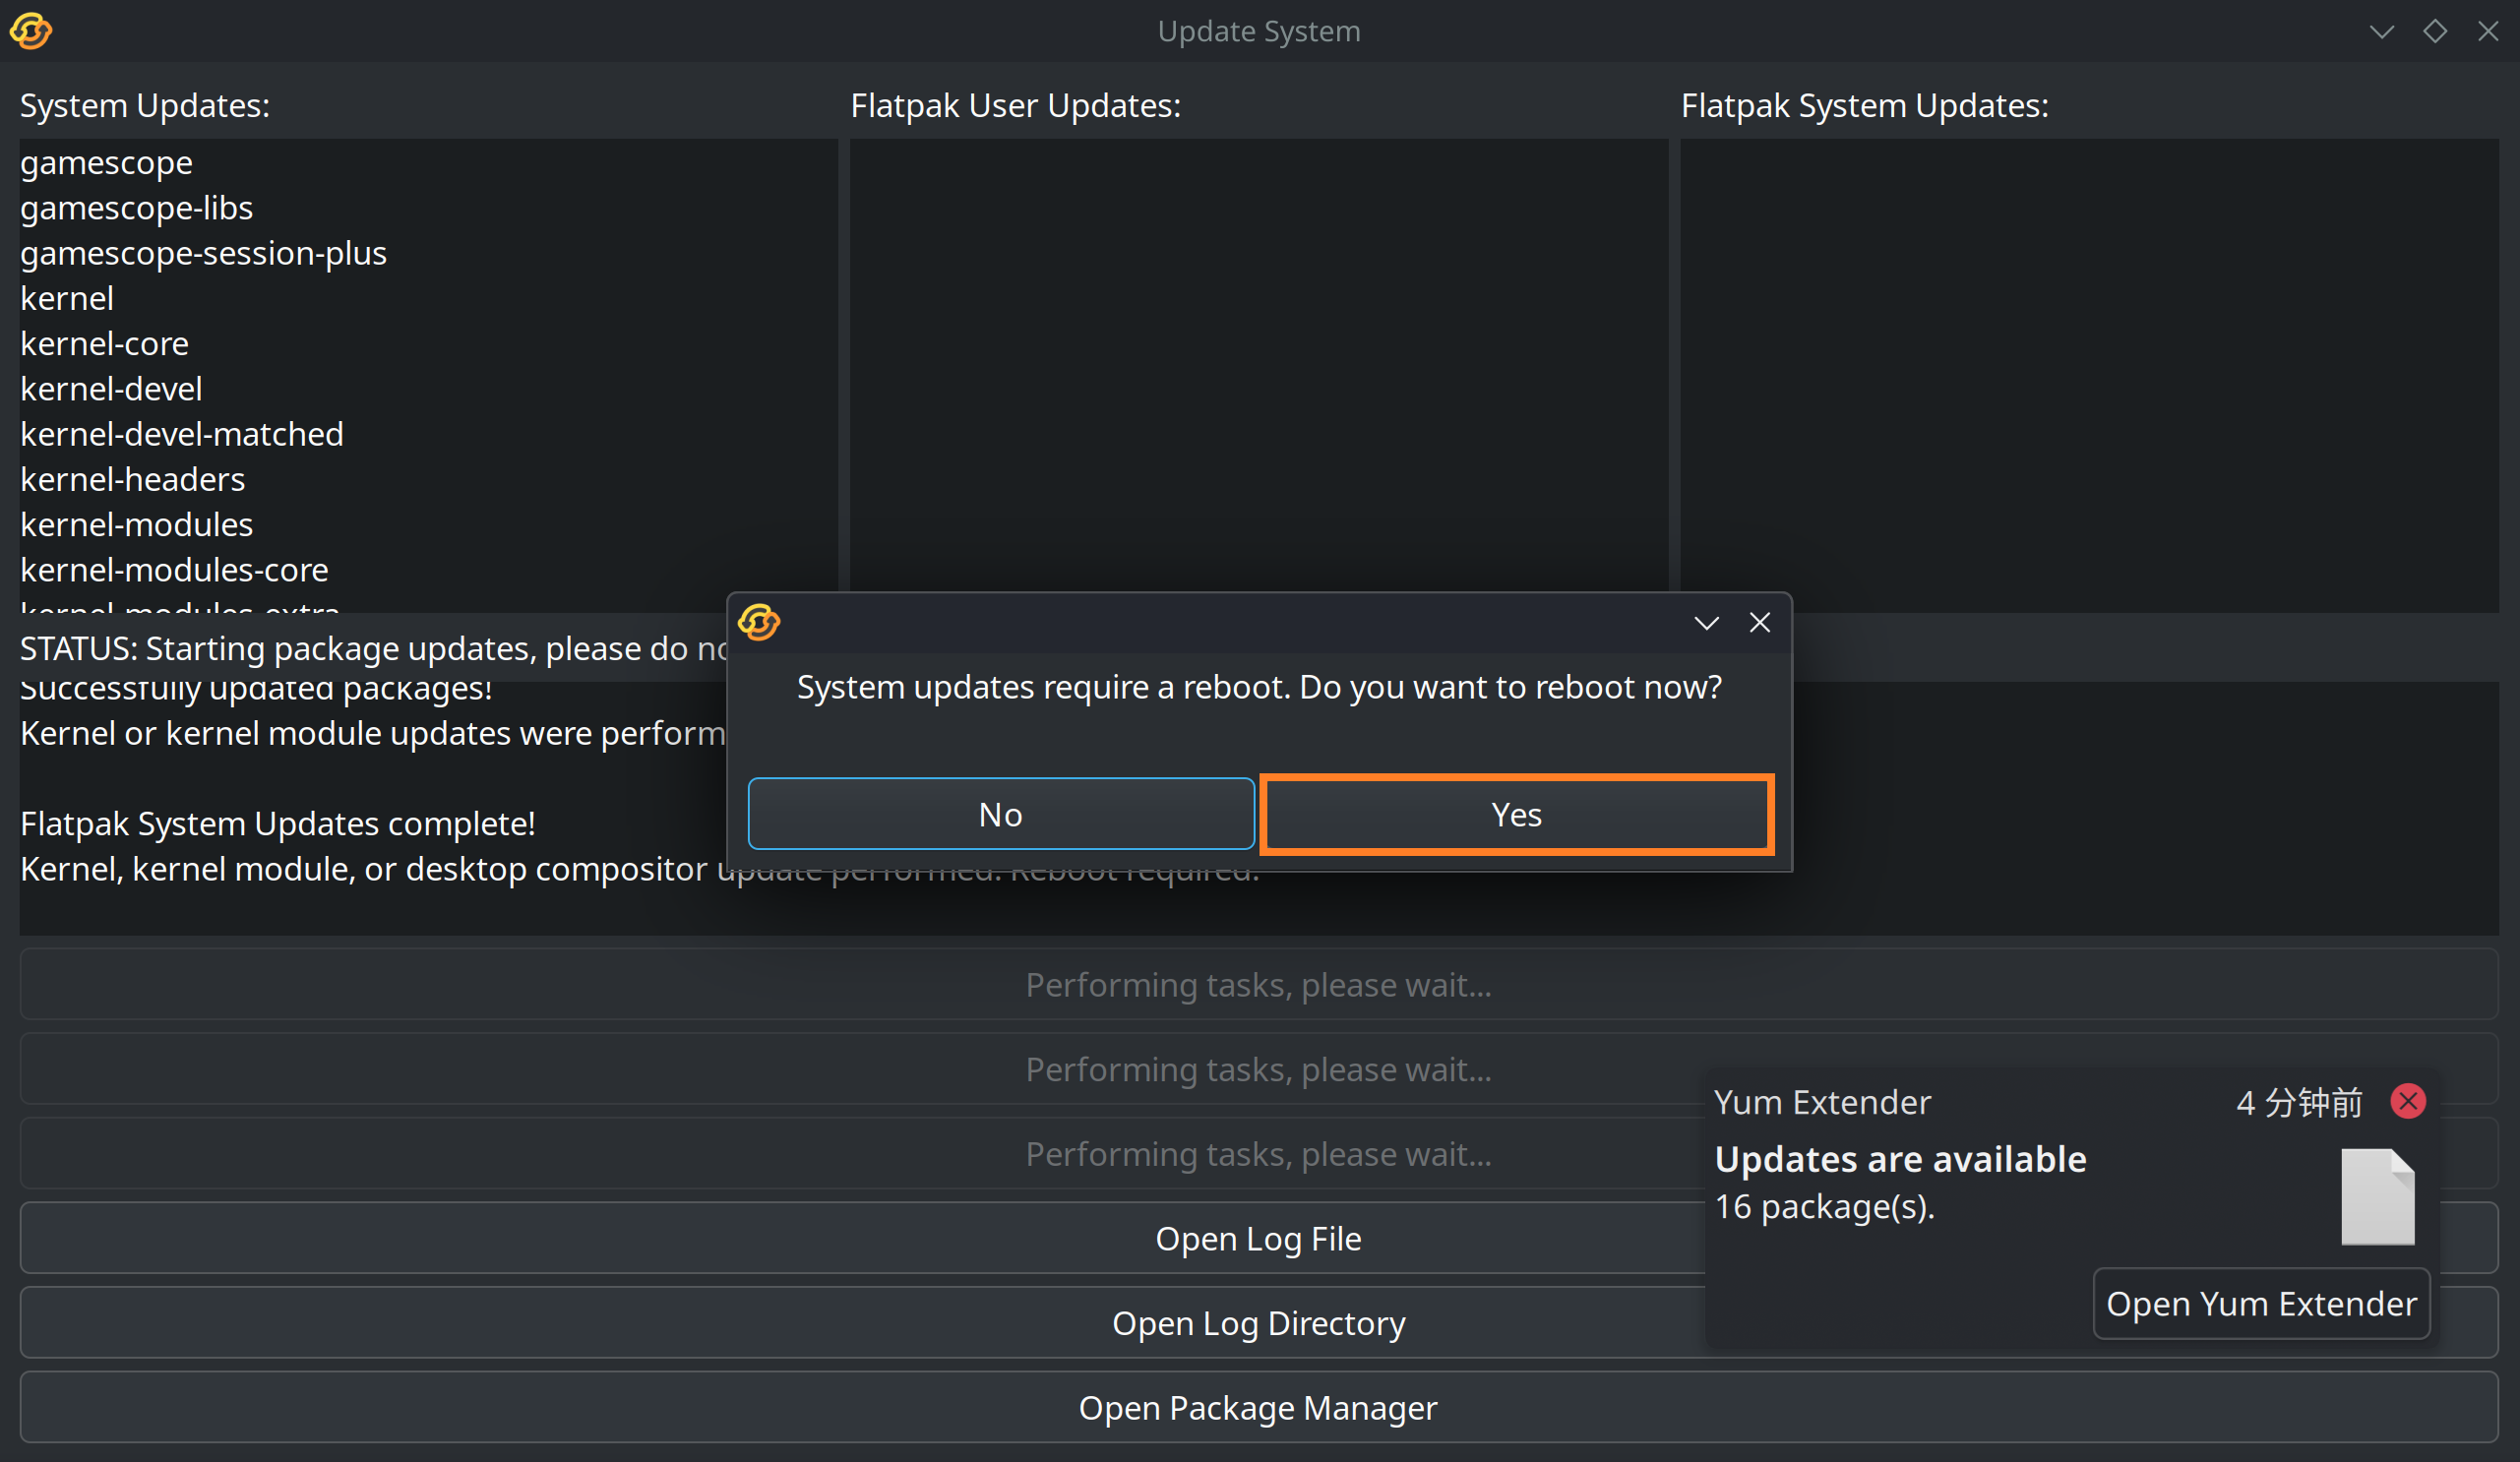 Update System
System Updates:
Flatpak User Updates:
Flatpak System Updates:
gamescope
gamescope-libs
gamescope-session-plus
kernel
kernel-core
kernel-devel
kernel-devel-matched
kernel-headers
kernel-modules
kernel-modules-core
kernel-modules-extra
STATUS: Starting package updates, please do
Successfully updated packages!
Kernel or kernel module updates were
Flatpak System Updates complete!
Kernel, kernel module, or desktop compositor update performed. Reboot required.
System updates require a reboot. Do you want to reboot now?
No
Yes
Performing tasks, please wait...
Performing tasks, please wait...
Performing tasks, please wait...
Open Log File
Open Log Directory
Open Package Manager
Yum Extender
4 分钟前
Updates are available
16 package(s).
Open Yum Extender